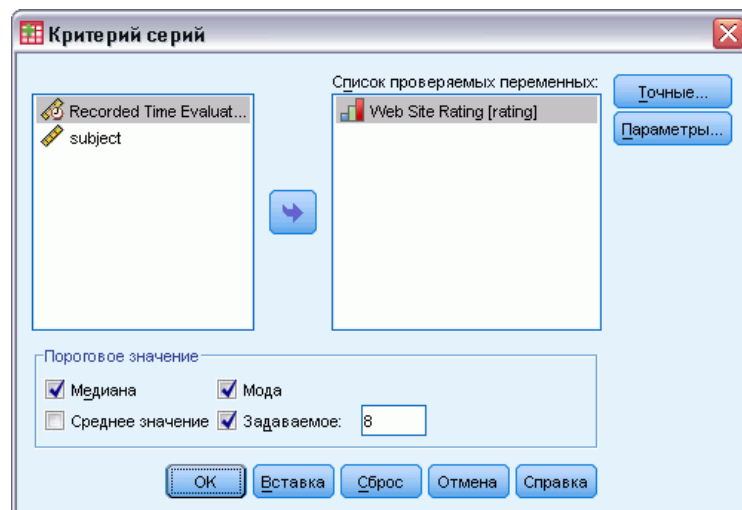 Критерий серий
Список проверяемых переменных:
Recorded Time Evaluat...
subject
Web Site Rating [rating]
Точные...
Параметры...
Пороговое значение
Медиана
Мода
Среднее значение
Задаваемое:
8
OK
Вставка
Сброс
Отмена
Справка